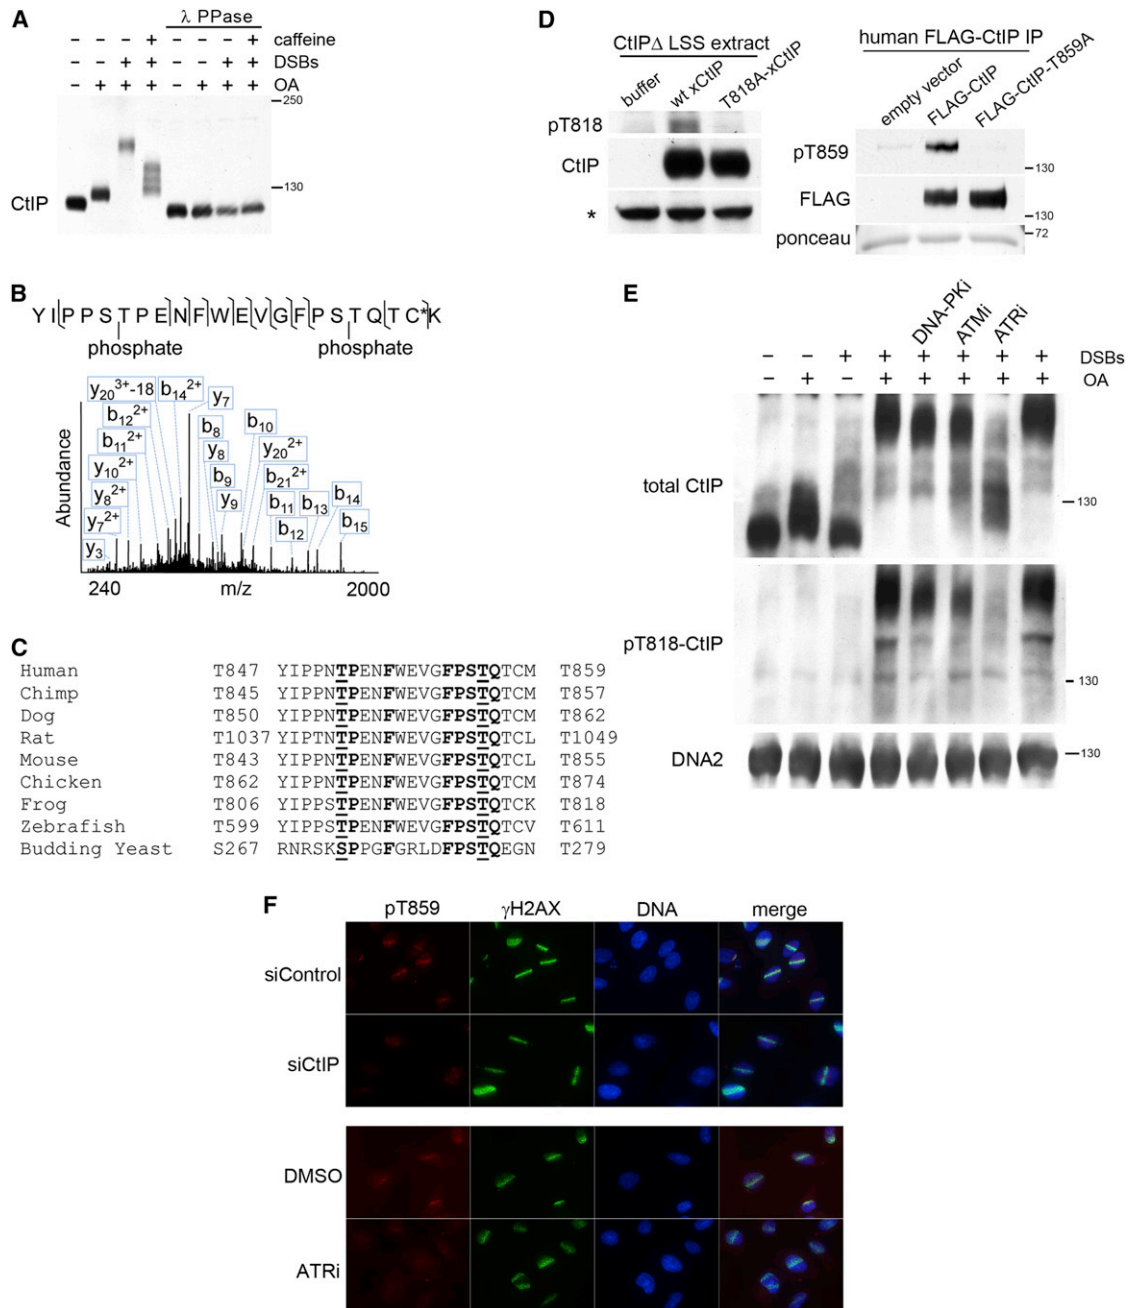 A
λ PPase
– – – + – – – + caffeine
– – + + – – + + DSBs
– + + + – + + + OA
250
130
CtIP
B
Y I P P S T P E N F W E V G F P S T Q T C* K
phosphate phosphate
y20 3+-18 b14 2+ y7
b12 2+ b8 b10
b11 2+ y8 y20 2+
y10 2+ b9 b21 2+ b14
y8 2+ y9 b11 b13
y7 2+ b12 b15
y3
Abundance
240 m/z 2000
C
Human T847 YIPPNTPENFWEVGFPSTQTCM T859
Chimp T845 YIPPNTPENFWEVGFPSTQTCM T857
Dog T850 YIPPNTPENFWEVGFPSTQTCM T862
Rat T1037 YIPTNTPENFWEVGFPSTQTCL T1049
Mouse T843 YIPPNTPENFWEVGFPSTQTCL T855
Chicken T862 YIPPNTPENFWEVGFPSTQTCM T874
Frog T806 YIPPSTPENFWEVGFPSTQTCK T818
Zebrafish T599 YIPPSTPENFWEVGFPSTQTCV T611
Budding Yeast S267 RNRSKSPPGFGRLDFPSTQEGN T279
D
CtIPΔ LSS extract
buffer
wt xCtIP
T818A-xCtIP
pT818
CtIP
*
human FLAG-CtIP IP
empty vector
FLAG-CtIP
FLAG-CtIP-T859A
pT859
130
FLAG
130
72
ponceau
E
DNA-PKi
ATMi
ATRi
– – + + + + + + DSBs
– + – + + + + + OA
total CtIP
130
pT818-CtIP
130
DNA2
130
F
pT859 γH2AX DNA merge
siControl
siCtIP
DMSO
ATRi